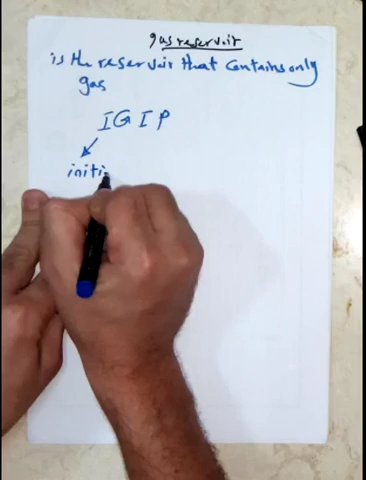 gas reservoir
is the reservoir that contains only
gas
IGIP
initi